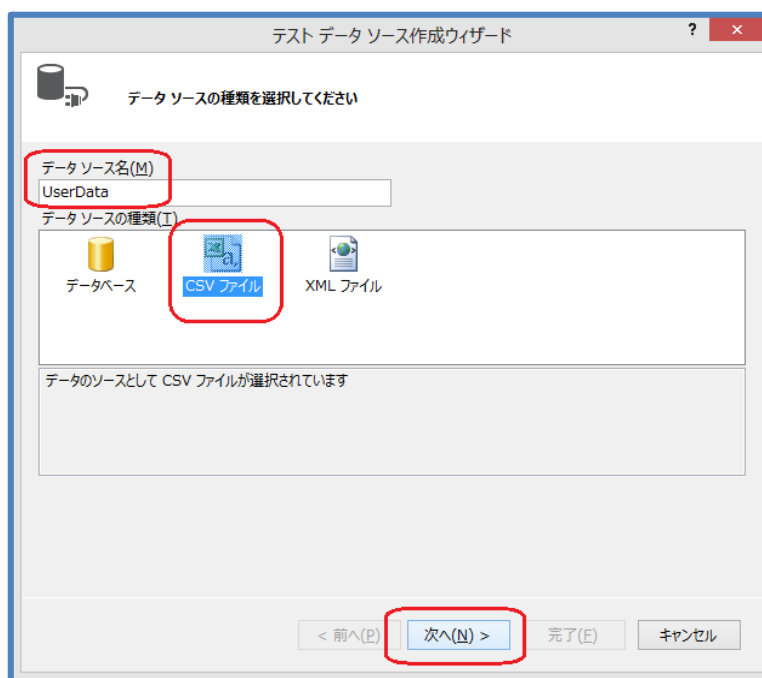 テスト データ ソース作成ウィザード
? ×
データ ソースの種類を選択してください
データ ソース名(M)
UserData
データ ソースの種類(T)
データベース CSV ファイル XML ファイル
データのソースとして CSV ファイルが選択されています
< 前へ(P) 次へ(N) > 完了(F) キャンセル